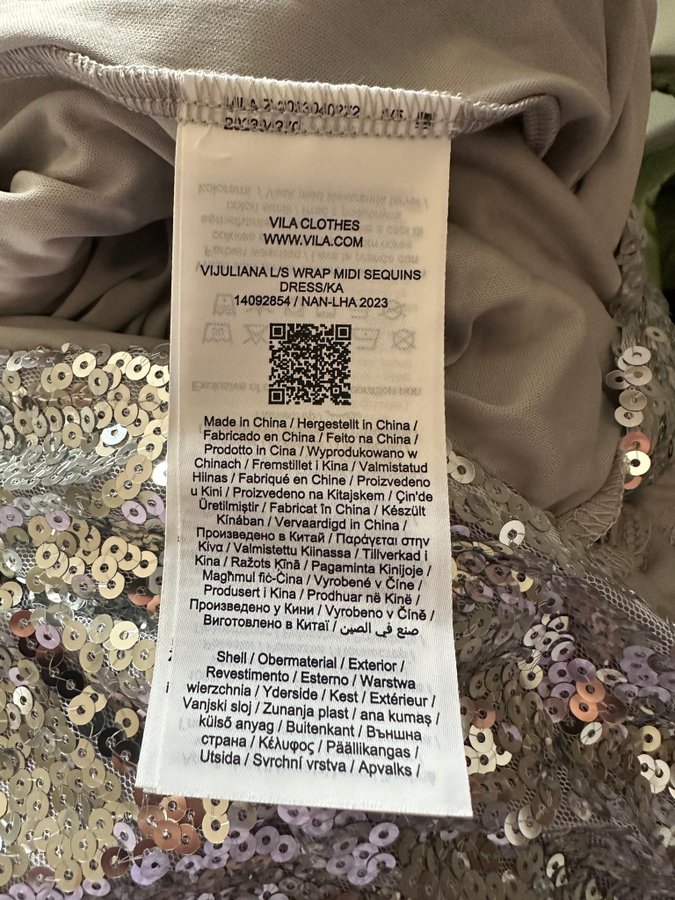 VILA CLOTHES
WWW.VILA.COM
VIJULIANA L/S WRAP MIDI SEQUINS
DRESS/KA
14092854 / NAN-LHA 2023
Made in China / Hergestellt in China /
Fabricado en China / Feito na China /
Prodotto in Cina / Wyprodukowano w
Chinach / Fremstillet i Kina / Valmistatud
Hiinas / Fabriqué en Chine / Proizvedeno
u Kini / Proizvedeno na Kitajskem / Çin'de
Üretilmiştir / Fabricat în China / Készült
Kínában / Vervaardigd in China /
Произведено в Китай / Παράγεται στην
Κίνα / Valmistettu Kiinassa / Tillverkad i
Kina / Ražots Ķīnā / Pagaminta Kinijoje /
Magħmul fiċ-Ċina / Vyrobené v Číne /
Produsert i Kina / Prodhuar në Kinë /
Произведено у Кини / Vyrobeno v Číně /
Виготовлено в Китаї / صنع في الصين
Shell / Obermaterial / Exterior /
Revestimento / Esterno / Warstwa
wierzchnia / Yderside / Kest / Extérieur /
Vanjski sloj / Zunanja plast / ana kumaş /
külső anyag / Buitenkant / Външна
страна / Κέλυφος / Päällikangas /
Utsida / Svrchní vrstva / Apvalks /